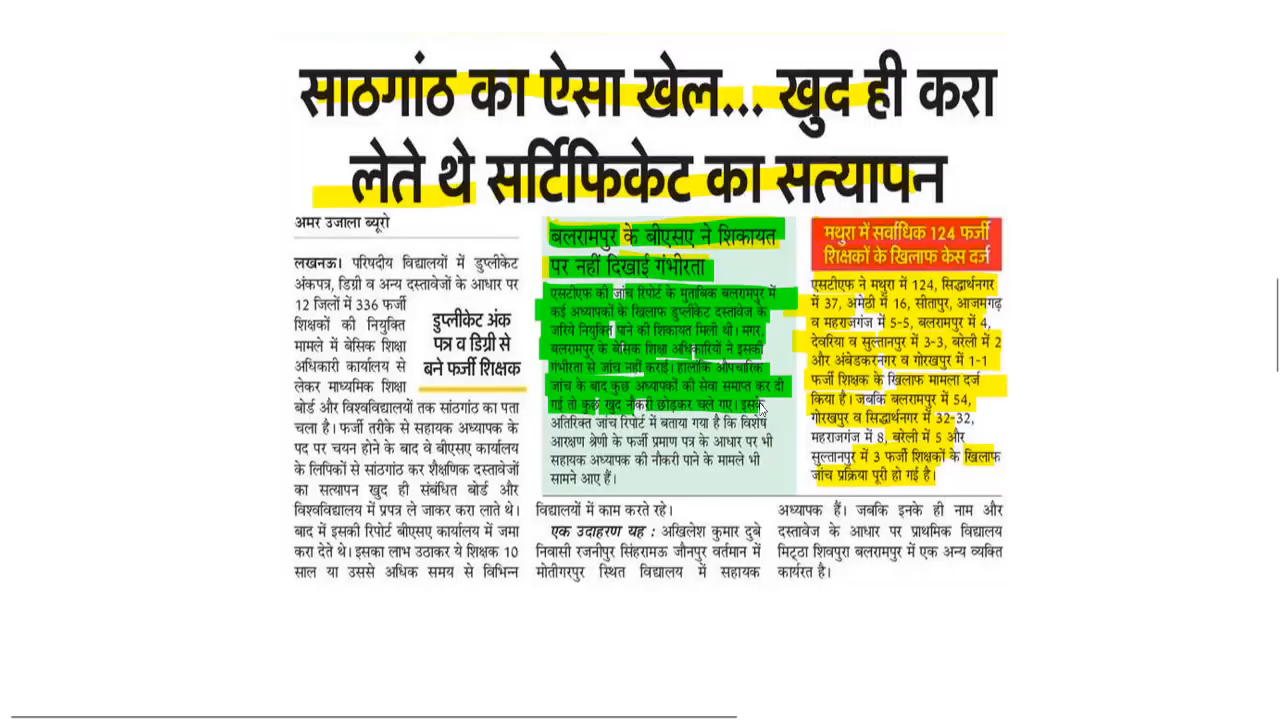 साठगांठ का ऐसा खेल... खुद ही करा
लेते थे सर्टिफिकेट का सत्यापन
अमर उजाला ब्यूरो
लखनऊ। परिषदीय विद्यालयों में डुप्लीकेट
अंकपत्र, डिग्री व अन्य दस्तावेजों के आधार पर
12 जिलों में 336 फर्जी
शिक्षकों की नियुक्ति
मामले में बेसिक शिक्षा
अधिकारी कार्यालय से
लेकर माध्यमिक शिक्षा
बोर्ड और विश्वविद्यालयों तक सांठगांठ का पता
चला है। फर्जी तरीके से सहायक अध्यापक के
पद पर चयन होने के बाद वे बीएसए कार्यालय
के लिपिकों से सांठगांठ कर शैक्षणिक दस्तावेजों
का सत्यापन खुद ही संबंधित बोर्ड और
विश्वविद्यालय में प्रपत्र ले जाकर करा लाते थे।
बाद में इसकी रिपोर्ट बीएसए कार्यालय में जमा
करा देते थे। इसका लाभ उठाकर ये शिक्षक 10
साल या उससे अधिक समय से विभिन्न
डुप्लीकेट अंक
पत्र व डिग्री से
बने फर्जी शिक्षक
बलरामपुर के बीएसए ने शिकायत
पर नहीं दिखाई गंभीरता
एसटीएफ की जांच रिपोर्ट के मुताबिक बलरामपुर में
कई अध्यापकों के खिलाफ डुप्लीकेट दस्तावेज के
जरिये नियुक्ति पाने की शिकायत मिली थी। मगर,
बलरामपुर के बेसिक शिक्षा अधिकारियों ने इसकी
गंभीरता से जांच नहीं कराई। हालांकि औपचारिक
जांच के बाद कुछ अध्यापकों की सेवा समाप्त कर दी
गई तो कुछ खुद नौकरी छोड़कर चले गए। इसके
अतिरिक्त जांच रिपोर्ट में बताया गया है कि विशेष
आरक्षण श्रेणी के फर्जी प्रमाण पत्र के आधार पर भी
सहायक अध्यापक की नौकरी पाने के मामले भी
सामने आए हैं।
मथुरा में सर्वाधिक 124 फर्जी
शिक्षकों के खिलाफ केस दर्ज
एसटीएफ ने मथुरा में 124, सिद्धार्थनगर
में 37, अमेठी में 16, सीतापुर, आजमगढ़
व महराजगंज में 5-5, बलरामपुर में 4,
देवरिया व सुल्तानपुर में 3-3, बरेली में 2
और अंबेडकरनगर व गोरखपुर में 1-1
फर्जी शिक्षक के खिलाफ मामला दर्ज
किया है। जबकि बलरामपुर में 54,
गोरखपुर व सिद्धार्थनगर में 32-32,
महराजगंज में 8, बरेली में 5 और
सुल्तानपुर में 3 फर्जी शिक्षकों के खिलाफ
जांच प्रक्रिया पूरी हो गई है।
विद्यालयों में काम करते रहे।
एक उदाहरण यह : अखिलेश कुमार दुबे
निवासी रजनीपुर सिंहरामऊ जौनपुर वर्तमान में
मोतीगरपुर स्थित विद्यालय में सहायक
अध्यापक हैं। जबकि इनके ही नाम और
दस्तावेज के आधार पर प्राथमिक विद्यालय
मिट्ठा शिवपुरा बलरामपुर में एक अन्य व्यक्ति
कार्यरत है।